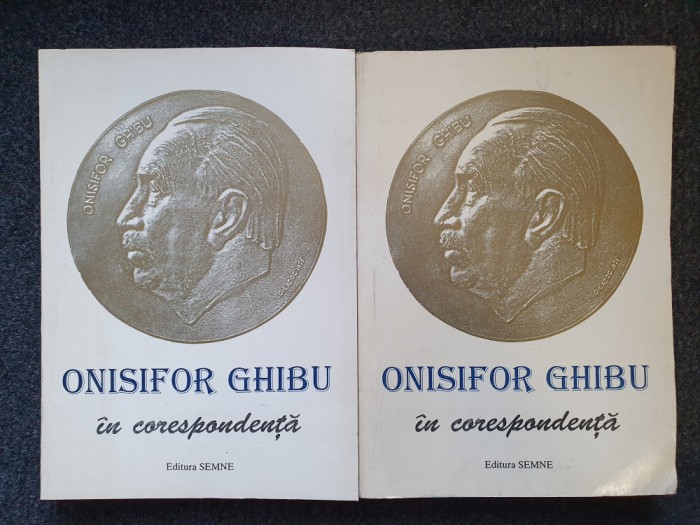 ONISIFOR GHIBU
ONISIFOR GHIBU
în corespondență
Editura SEMNE
ONISIFOR GHIBU
ONISIFOR GHIBU
în corespondență
Editura SEMNE